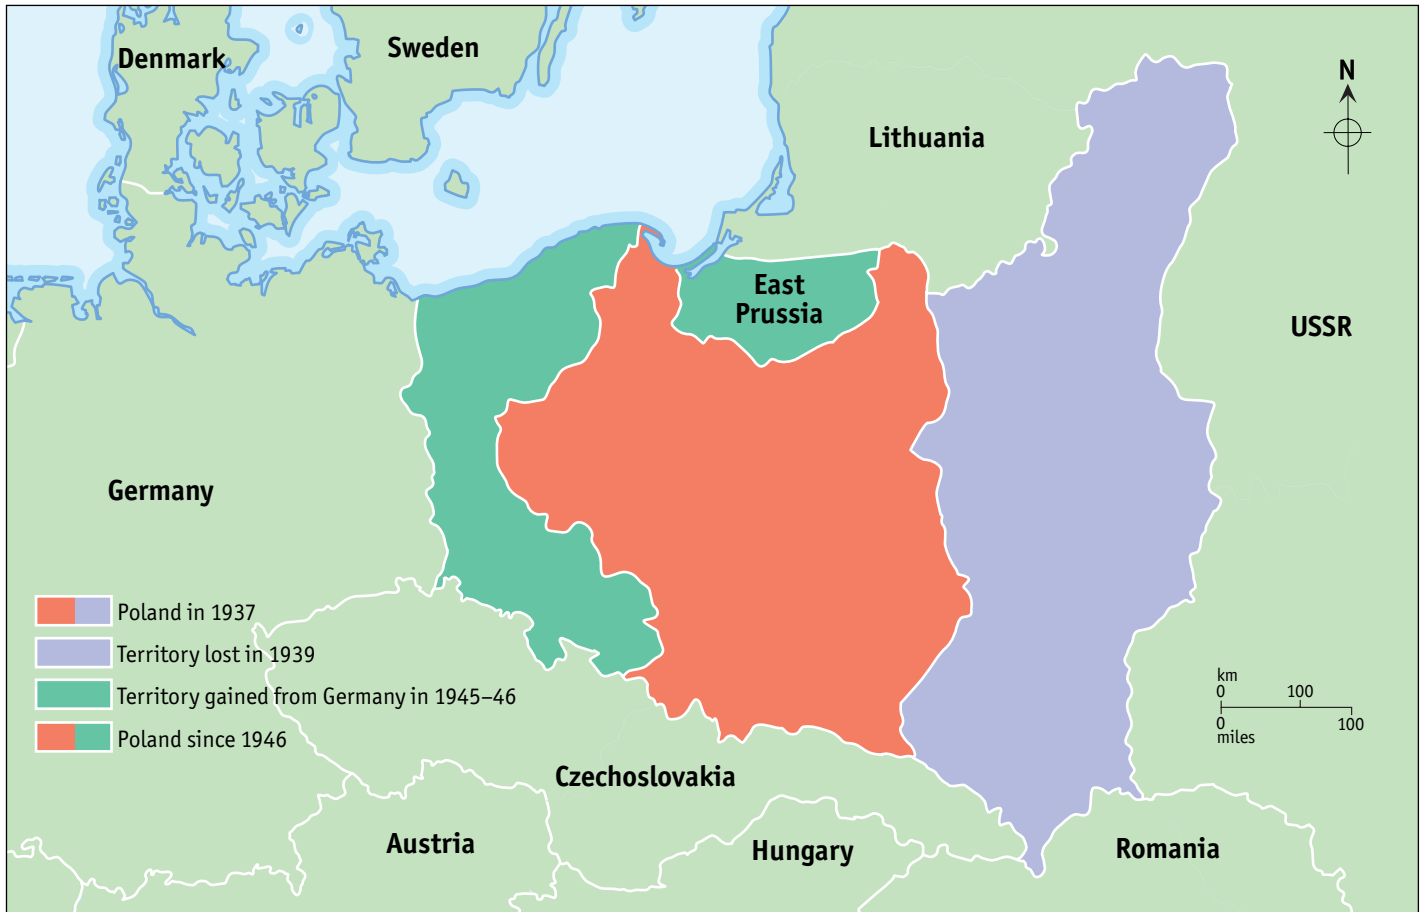 Denmark
Sweden
N
Lithuania
East
Prussia
USSR
Germany
Poland in 1937
Territory lost in 1939
Territory gained from Germany in 1945–46
Poland since 1946
km
0 100
0 100
miles
Czechoslovakia
Austria
Hungary
Romania